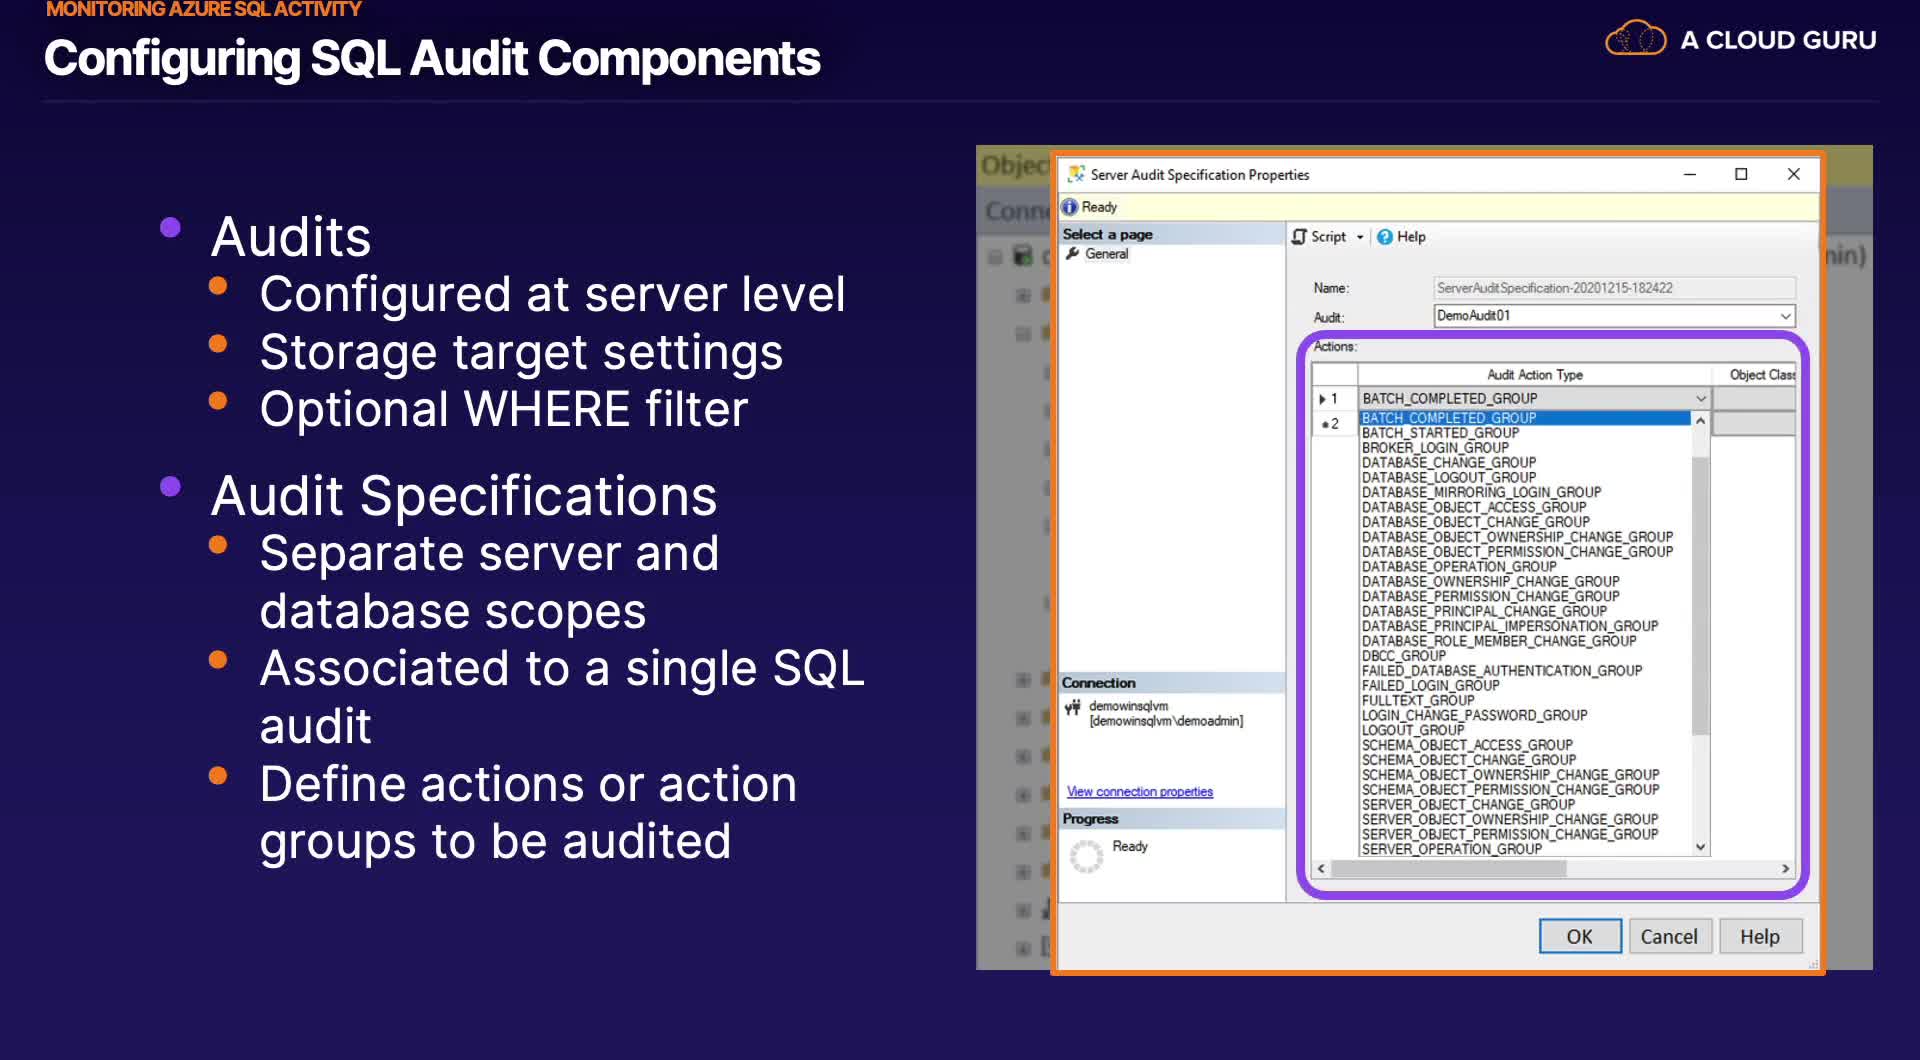 MONITORING AZURE SQL ACTIVITY
Configuring SQL Audit Components
A CLOUD GURU
Audits
Configured at server level
Storage target settings
Optional WHERE filter
Audit Specifications
Separate server and
database scopes
Associated to a single SQL
audit
Define actions or action
groups to be audited
Server Audit Specification Properties
Ready
Select a page
General
Script
Help
Name:
ServerAuditSpecification-20201215-182422
Audit:
DemoAudit01
Actions:
Audit Action Type
Object Class
1
BATCH_COMPLETED_GROUP
2
BATCH_COMPLETED_GROUP
BATCH_STARTED_GROUP
BROKER_LOGIN_GROUP
DATABASE_CHANGE_GROUP
DATABASE_LOGOUT_GROUP
DATABASE_MIRRORING_LOGIN_GROUP
DATABASE_OBJECT_ACCESS_GROUP
DATABASE_OBJECT_CHANGE_GROUP
DATABASE_OBJECT_OWNERSHIP_CHANGE_GROUP
DATABASE_OBJECT_PERMISSION_CHANGE_GROUP
DATABASE_OPERATION_GROUP
DATABASE_OWNERSHIP_CHANGE_GROUP
DATABASE_PERMISSION_CHANGE_GROUP
DATABASE_PRINCIPAL_CHANGE_GROUP
DATABASE_PRINCIPAL_IMPERSONATION_GROUP
DATABASE_ROLE_MEMBER_CHANGE_GROUP
DBCC_GROUP
FAILED_DATABASE_AUTHENTICATION_GROUP
FAILED_LOGIN_GROUP
FULLTEXT_GROUP
LOGIN_CHANGE_PASSWORD_GROUP
LOGOUT_GROUP
SCHEMA_OBJECT_ACCESS_GROUP
SCHEMA_OBJECT_CHANGE_GROUP
SCHEMA_OBJECT_OWNERSHIP_CHANGE_GROUP
SCHEMA_OBJECT_PERMISSION_CHANGE_GROUP
SERVER_OBJECT_CHANGE_GROUP
SERVER_OBJECT_OWNERSHIP_CHANGE_GROUP
SERVER_OBJECT_PERMISSION_CHANGE_GROUP
SERVER_OPERATION_GROUP
Connection
demowinsqlvm
[demowinsqlvm\demoadmin]
View connection properties
Progress
Ready
OK
Cancel
Help